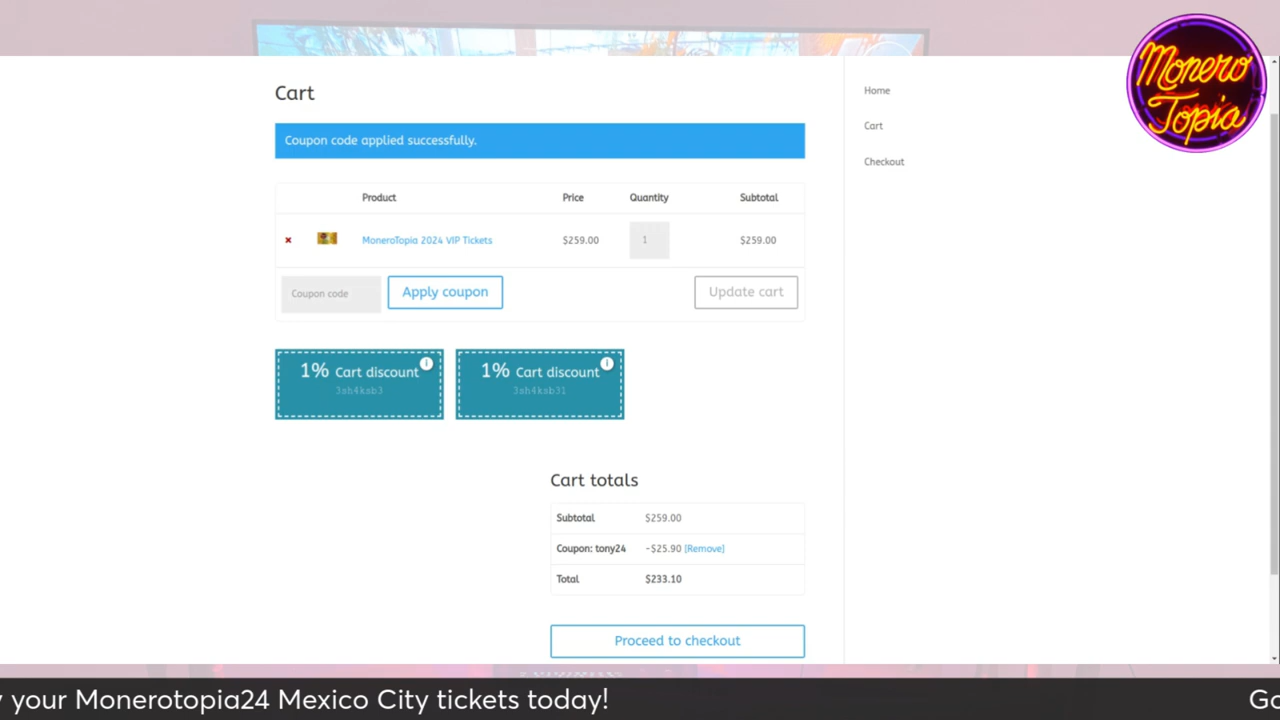 Monero
Topia
Cart
Coupon code applied successfully.
Product Price Quantity Subtotal
× MoneroTopia 2024 VIP Tickets $259.00 1 $259.00
Coupon code Apply coupon Update cart
1% Cart discount
3sh4ksb3
1% Cart discount
3sh4ksb31
Cart totals
Subtotal $259.00
Coupon: tony24 -$25.90 [Remove]
Total $233.10
Proceed to checkout
Home
Cart
Checkout
your Monerotopia24 Mexico City tickets today!